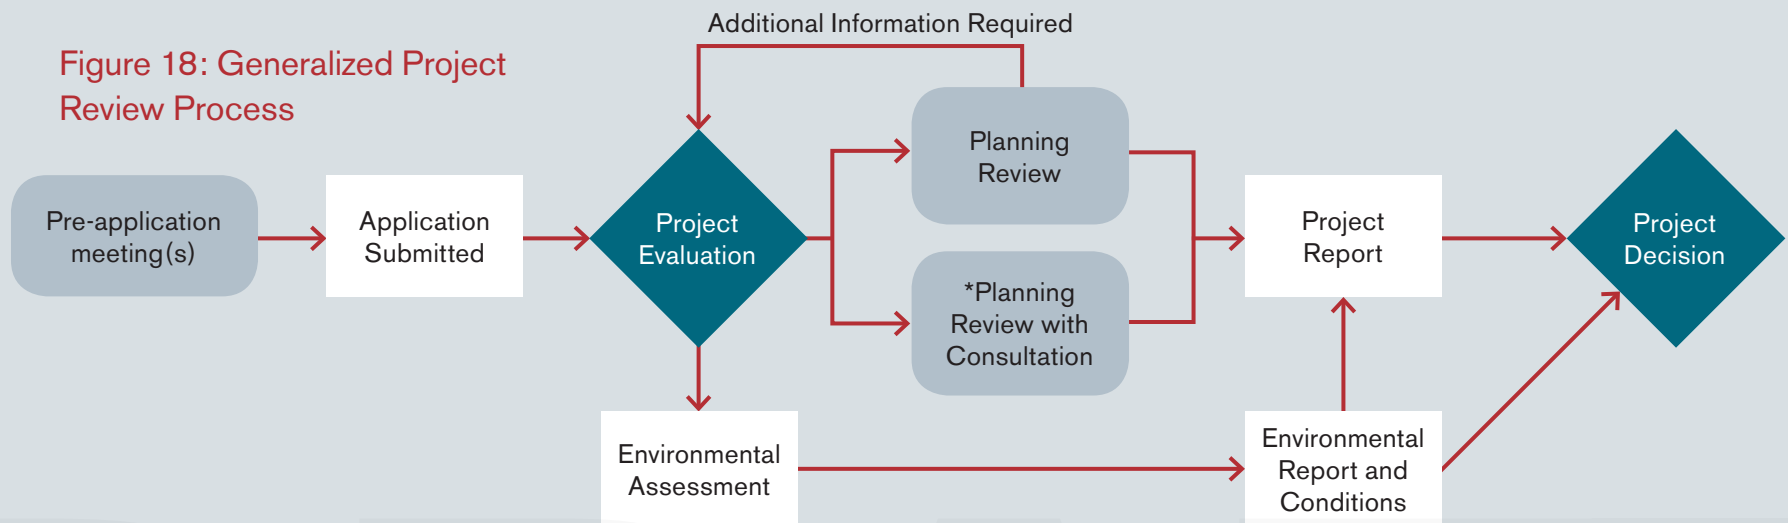 Additional Information Required
Figure 18: Generalized Project
Review Process
Pre-application
meeting(s)
Application
Submitted
Project
Evaluation
Planning
Review
*Planning
Review with
Consultation
Project
Report
Project
Decision
Environmental
Assessment
Environmental
Report and
Conditions